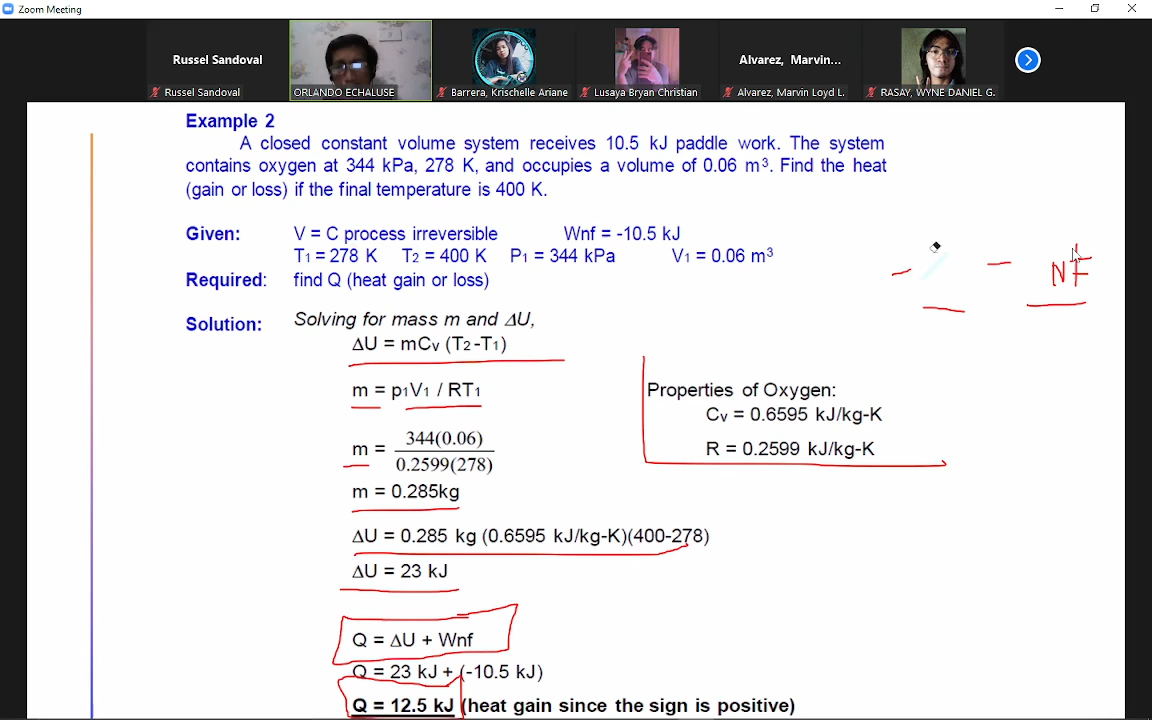 Zoom Meeting
Russel Sandoval
Alvarez, Marvin...
Russel Sandoval
ORLANDO ECHALUSE
Barrera, Krischelle Ariane
Lusaya Bryan Christian
Alvarez, Marvin Loyd L.
RASAY, WYNE DANIEL G.
Example 2
A closed constant volume system receives 10.5 kJ paddle work. The system
contains oxygen at 344 kPa, 278 K, and occupies a volume of 0.06 m³. Find the heat
(gain or loss) if the final temperature is 400 K.
Given: V = C process irreversible Wnf = -10.5 kJ
T1 = 278 K T2 = 400 K P1 = 344 kPa V1 = 0.06 m³
Required: find Q (heat gain or loss)
NF
Solution: Solving for mass m and ΔU,
ΔU = mCv (T2-T1)
m = p1V1 / RT1
Properties of Oxygen:
Cv = 0.6595 kJ/kg-K
R = 0.2599 kJ/kg-K
m = 344(0.06)
0.2599(278)
m = 0.285kg
ΔU = 0.285 kg (0.6595 kJ/kg-K)(400-278)
ΔU = 23 kJ
Q = ΔU + Wnf
Q = 23 kJ + (-10.5 kJ)
Q = 12.5 kJ (heat gain since the sign is positive)